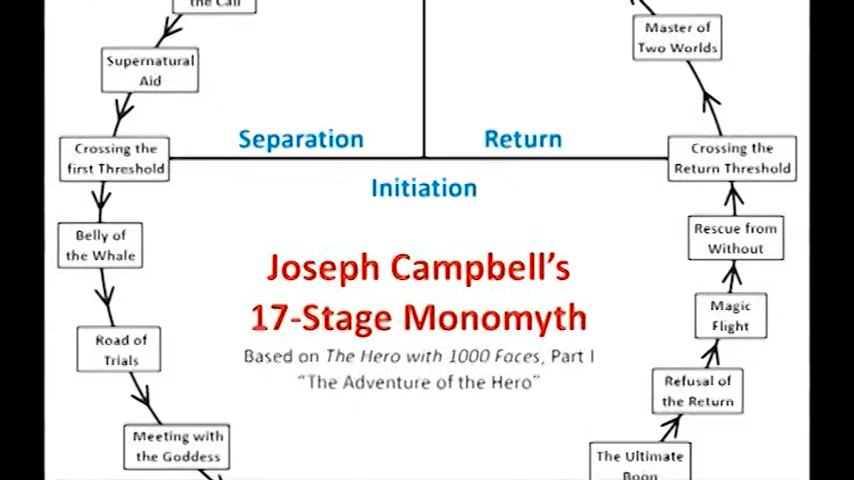 the Call
Supernatural
Aid
Crossing the
first Threshold
Belly of
the Whale
Road of
Trials
Meeting with
the Goddess
Separation
Return
Initiation
Joseph Campbell's
17-Stage Monomyth
Based on The Hero with 1000 Faces, Part I
"The Adventure of the Hero"
Master of
Two Worlds
Crossing the
Return Threshold
Rescue from
Without
Magic
Flight
Refusal of
the Return
The Ultimate
Boon